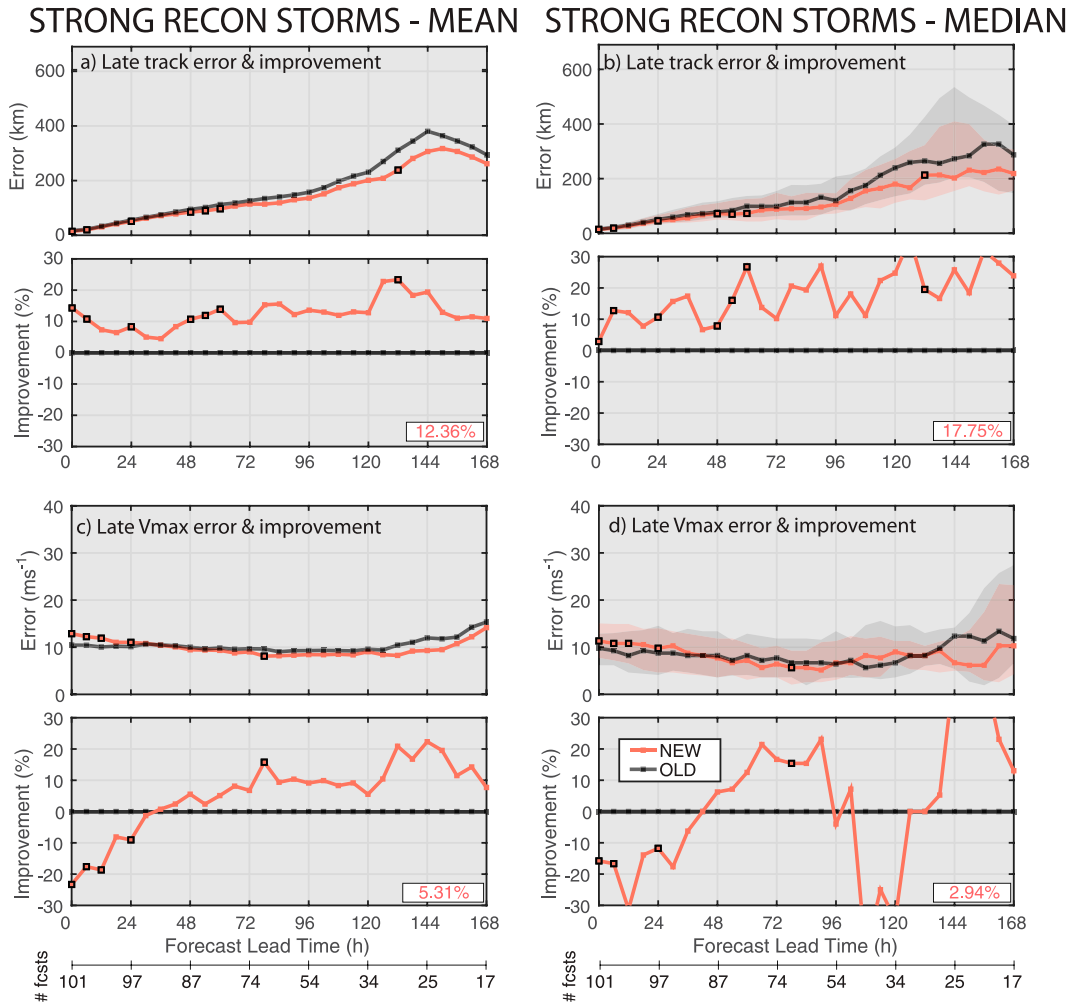 STRONG RECON STORMS - MEAN
STRONG RECON STORMS - MEDIAN
a) Late track error & improvement
600
400
200
0
Error (km)
b) Late track error & improvement
600
400
200
0
Error (km)
30
20
10
0
-10
-20
-30
Improvement (%)
12.36%
0 24 48 72 96 120 144 168
30
20
10
0
-10
-20
-30
Improvement (%)
17.75%
0 24 48 72 96 120 144 168
c) Late Vmax error & improvement
40
30
20
10
0
Error (ms⁻¹)
d) Late Vmax error & improvement
40
30
20
10
0
Error (ms⁻¹)
30
20
10
0
-10
-20
-30
Improvement (%)
5.31%
0 24 48 72 96 120 144 168
Forecast Lead Time (h)
# fcsts
101 97 87 74 54 34 25 17
30
20
10
0
-10
-20
-30
Improvement (%)
NEW
OLD
2.94%
0 24 48 72 96 120 144 168
Forecast Lead Time (h)
# fcsts
101 97 87 74 54 34 25 17